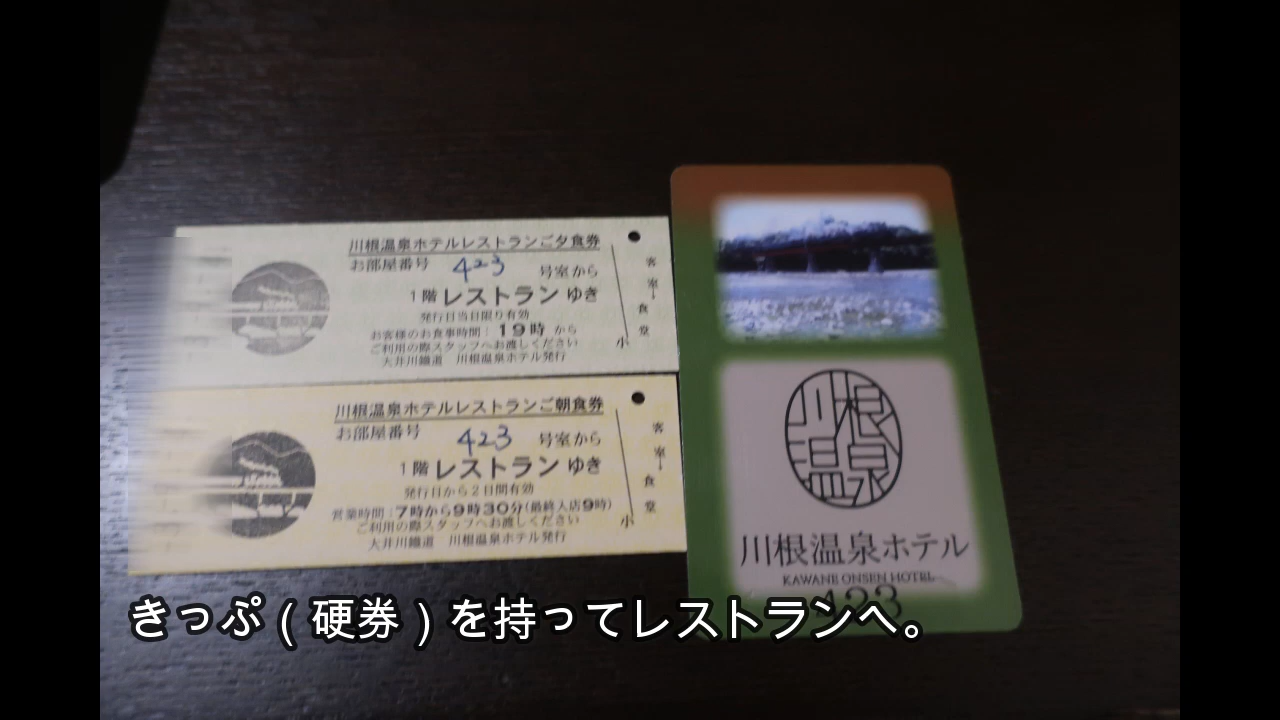 川根温泉ホテルレストランご夕食券
お部屋番号 423 号室から
1階レストランゆき
発行日当日限り有効
お客様のお食事時間：19時から
ご利用の際スタッフへお渡しください
大井川鐵道 川根温泉ホテル発行
客室→食堂
小
川根温泉ホテルレストランご朝食券
お部屋番号 423 号室から
1階レストランゆき
発行日から2日間有効
営業時間：7時から9時30分(最終入店9時)
ご利用の際スタッフへお渡しください
大井川鐵道 川根温泉ホテル発行
客室→食堂
小
川根温泉
川根温泉ホテル
KAWANE ONSEN HOTEL
423
きっぷ（硬券）を持ってレストランへ。